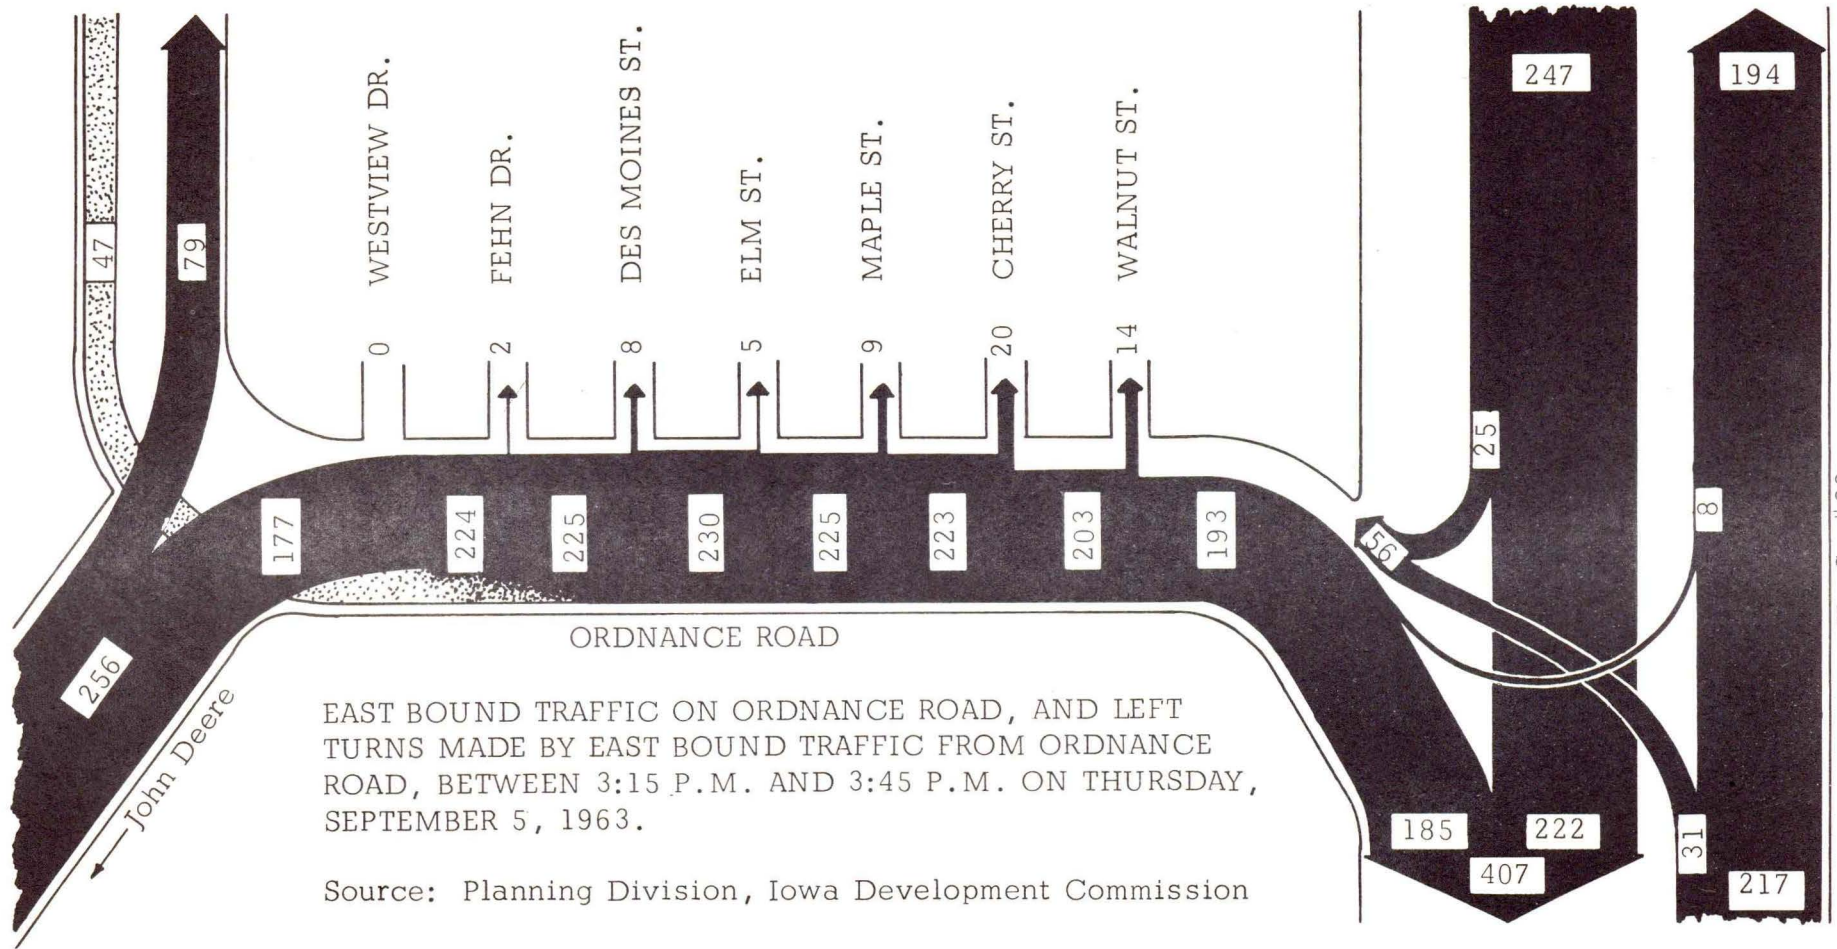 247
194
47
79
0 WESTVIEW DR.
2 FEHN DR.
8 DES MOINES ST.
5 ELM ST.
9 MAPLE ST.
20 CHERRY ST.
14 WALNUT ST.
25
8
56
177
224
225
230
225
223
203
193
ORDNANCE ROAD
256
John Deere
EAST BOUND TRAFFIC ON ORDNANCE ROAD, AND LEFT
TURNS MADE BY EAST BOUND TRAFFIC FROM ORDNANCE
ROAD, BETWEEN 3:15 P.M. AND 3:45 P.M. ON THURSDAY,
SEPTEMBER 5, 1963.
Source: Planning Division, Iowa Development Commission
185
222
407
31
217